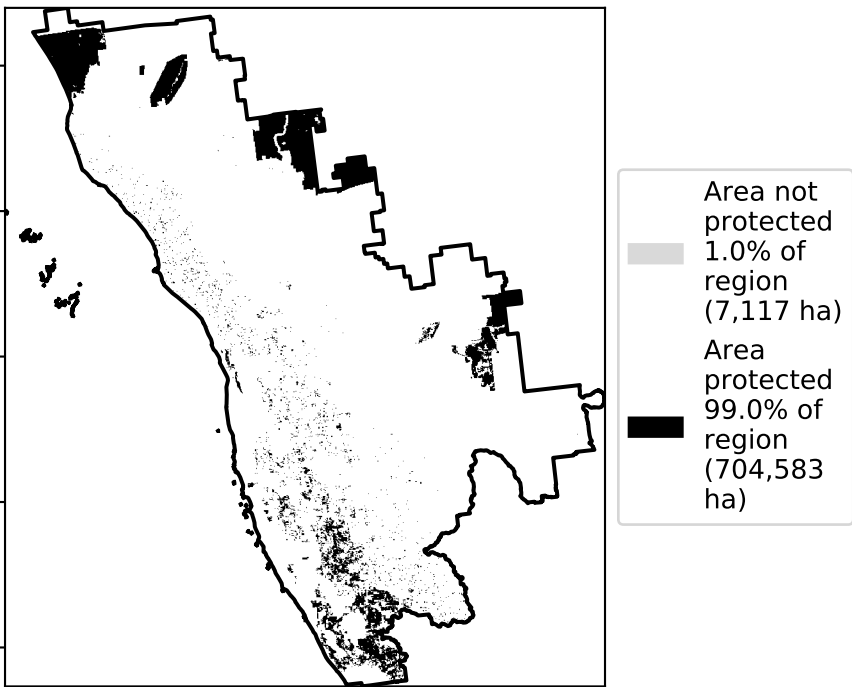 Area not
protected
1.0% of
region
(7,117 ha)
Area
protected
99.0% of
region
(704,583
ha)